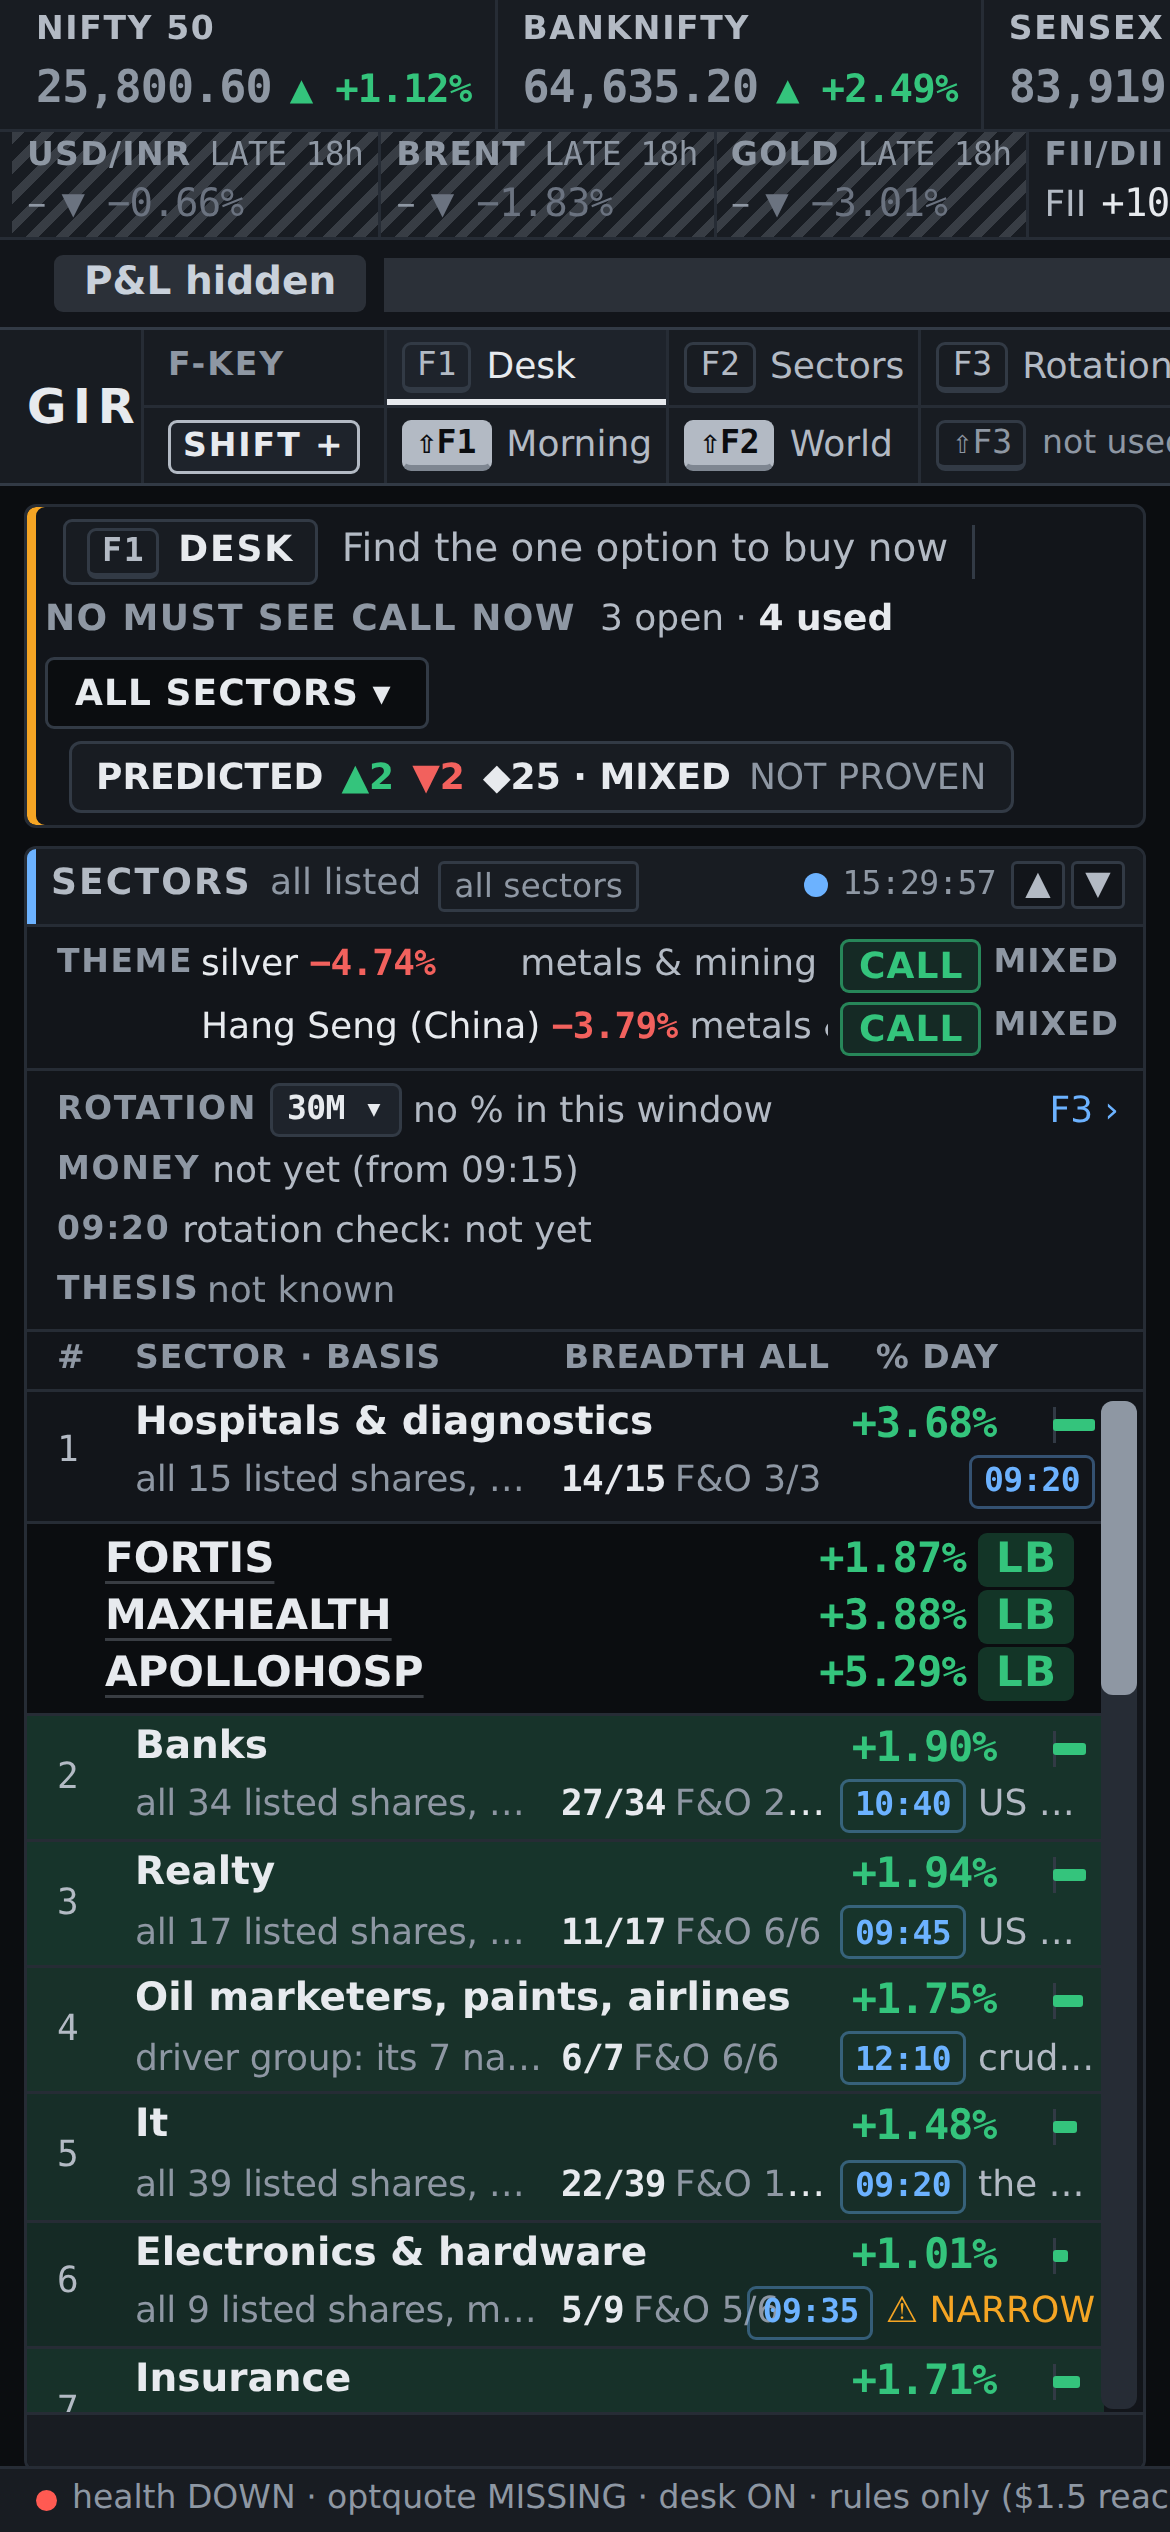 NIFTY 50 BANKNIFTY SENSEX
25,800.60 ▲ +1.12% 64,635.20 ▲ +2.49% 83,919
USD/INR LATE 18h BRENT LATE 18h GOLD LATE 18h FII/DII
– ▼ −0.66% – ▼ −1.83% – ▼ −3.01% FII +10
P&L hidden
GIR
F-KEY F1 Desk F2 Sectors F3 Rotation
SHIFT + ⇧F1 Morning ⇧F2 World ⇧F3 not used
F1 DESK Find the one option to buy now
NO MUST SEE CALL NOW 3 open · 4 used
ALL SECTORS ▾
PREDICTED ▲2 ▼2 ◆25 · MIXED NOT PROVEN
SECTORS all listed all sectors ● 15:29:57 ▲ ▼
THEME silver −4.74% metals & mining CALL MIXED
Hang Seng (China) −3.79% metals CALL MIXED
ROTATION 30M ▾ no % in this window F3 ›
MONEY not yet (from 09:15)
09:20 rotation check: not yet
THESIS not known
# SECTOR · BASIS BREADTH ALL % DAY
1 Hospitals & diagnostics +3.68%
all 15 listed shares, … 14/15 F&O 3/3 09:20
FORTIS +1.87% LB
MAXHEALTH +3.88% LB
APOLLOHOSP +5.29% LB
2 Banks +1.90%
all 34 listed shares, … 27/34 F&O 2… 10:40 US …
3 Realty +1.94%
all 17 listed shares, … 11/17 F&O 6/6 09:45 US …
4 Oil marketers, paints, airlines +1.75%
driver group: its 7 na… 6/7 F&O 6/6 12:10 crud…
5 It +1.48%
all 39 listed shares, … 22/39 F&O 1… 09:20 the …
6 Electronics & hardware +1.01%
all 9 listed shares, m… 5/9 F&O 5/6 09:35 ⚠ NARROW
7 Insurance +1.71%
● health DOWN · optquote MISSING · desk ON · rules only ($1.5 reac